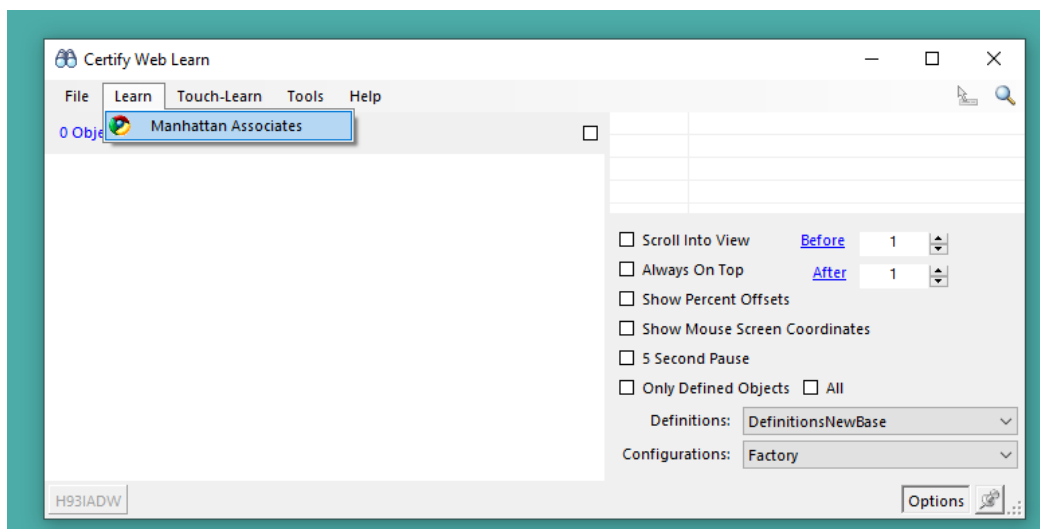 Certify Web Learn
File Learn Touch-Learn Tools Help
Manhattan Associates
0 Obje
Scroll Into View Before 1
Always On Top After 1
Show Percent Offsets
Show Mouse Screen Coordinates
5 Second Pause
Only Defined Objects All
Definitions: DefinitionsNewBase
Configurations: Factory
H93IADW Options